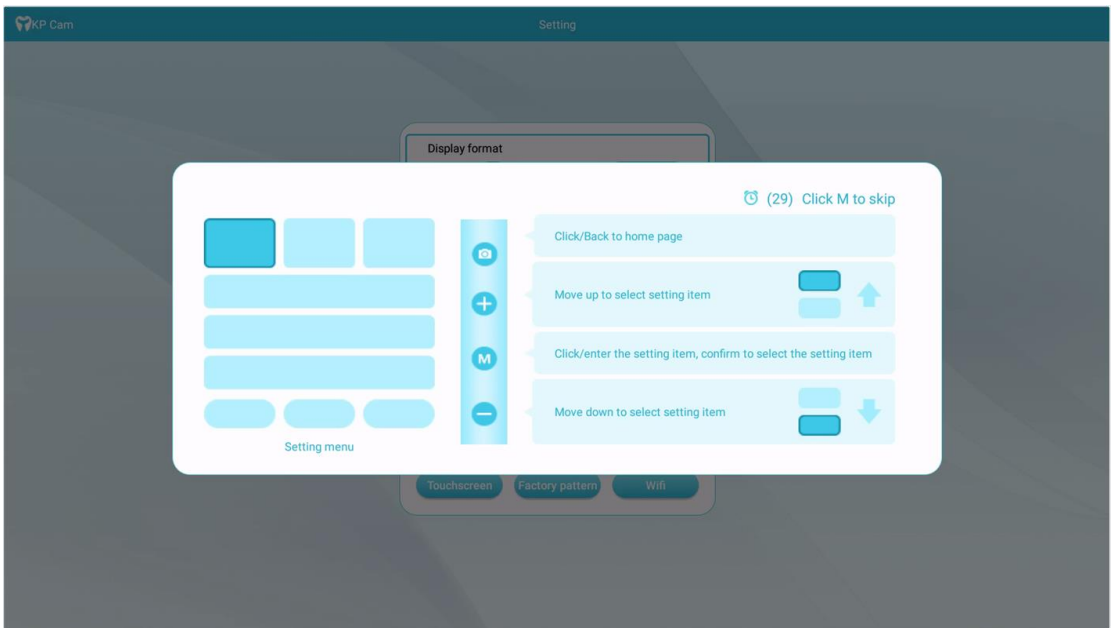 KP Cam
Setting
Display format
(29) Click M to skip
Click/Back to home page
Move up to select setting item
M
Click/enter the setting item, confirm to select the setting item
Move down to select setting item
Setting menu
Touchscreen
Factory pattern
Wifi